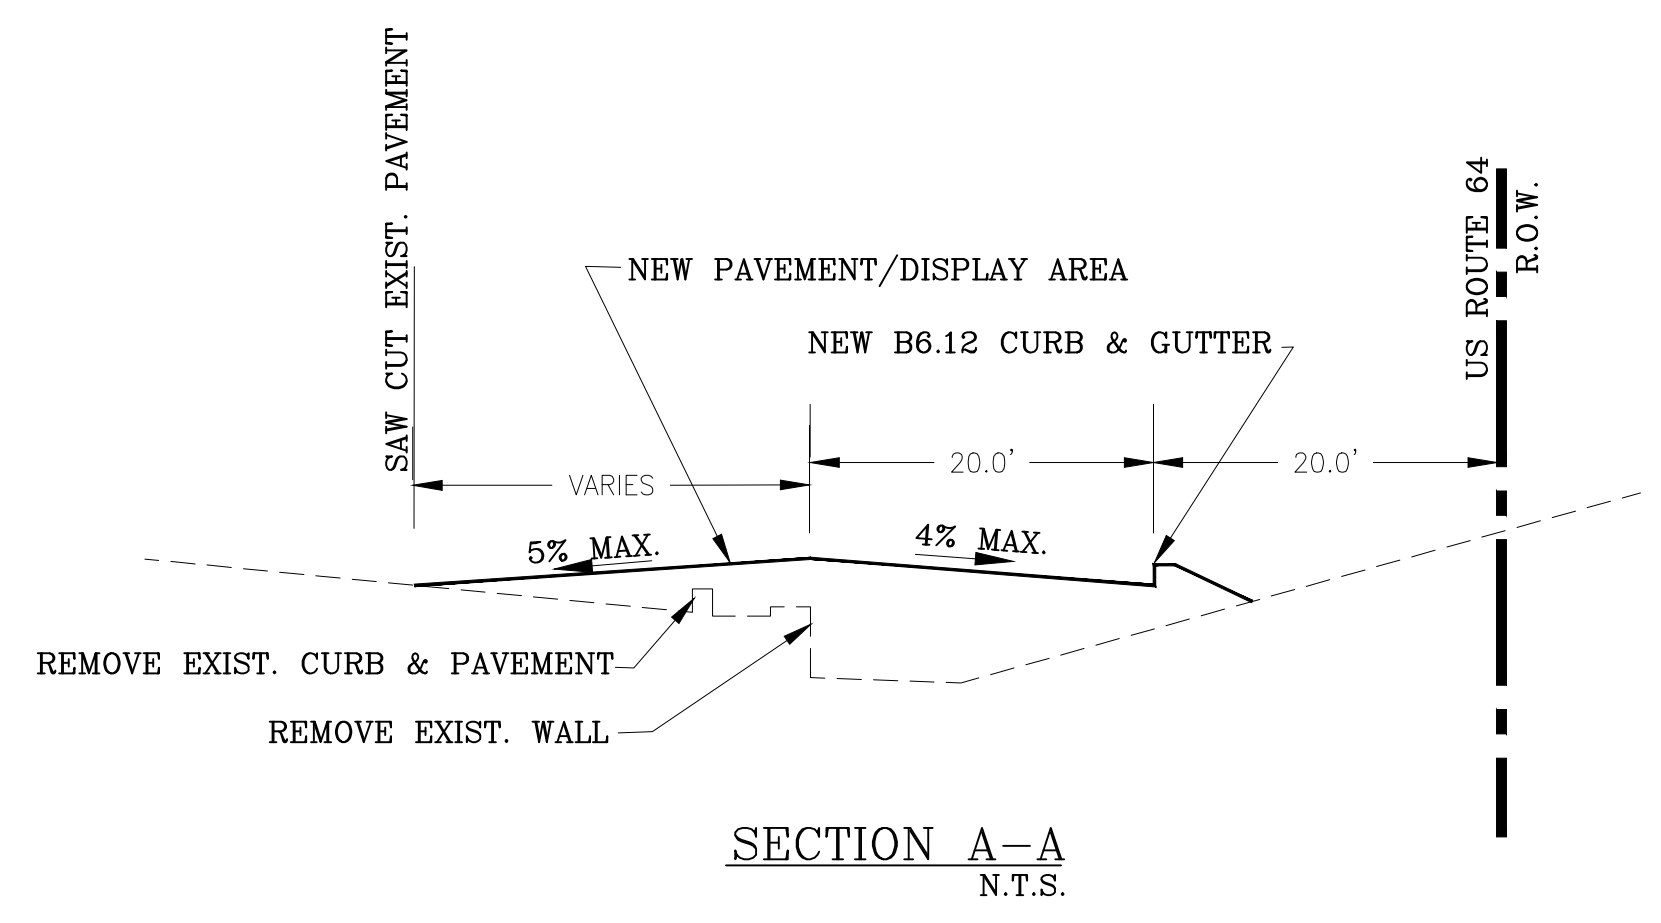 SAW CUT EXIST. PAVEMENT
US ROUTE 64
R.O.W.
NEW PAVEMENT/DISPLAY AREA
NEW B6.12 CURB & GUTTER
20.0'
20.0'
VARIES
5% MAX.
4% MAX.
REMOVE EXIST. CURB & PAVEMENT
REMOVE EXIST. WALL
SECTION A-A
N.T.S.